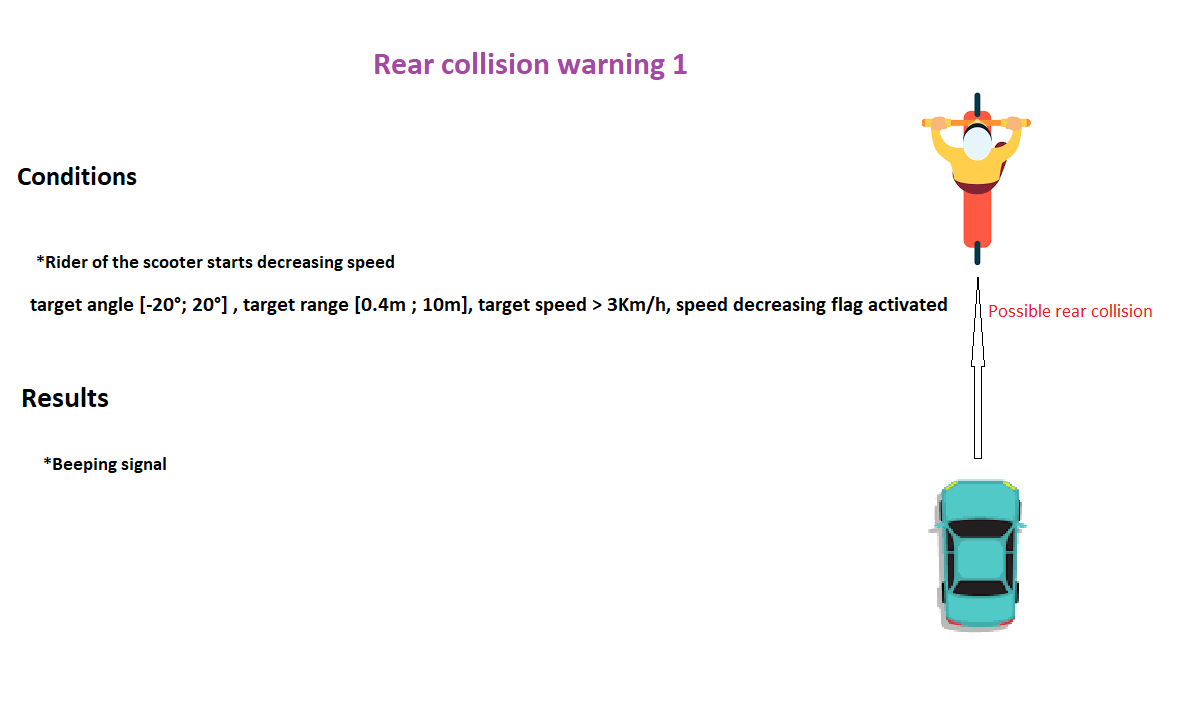 Rear collision warning 1
Conditions
*Rider of the scooter starts decreasing speed
target angle [-20°; 20°] , target range [0.4m ; 10m], target speed > 3Km/h, speed decreasing flag activated
Possible rear collision
Results
*Beeping signal